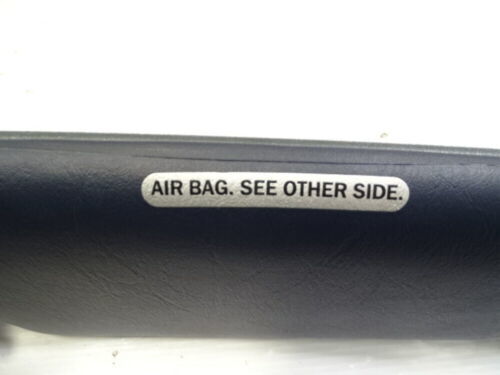 AIR BAG. SEE OTHER SIDE.